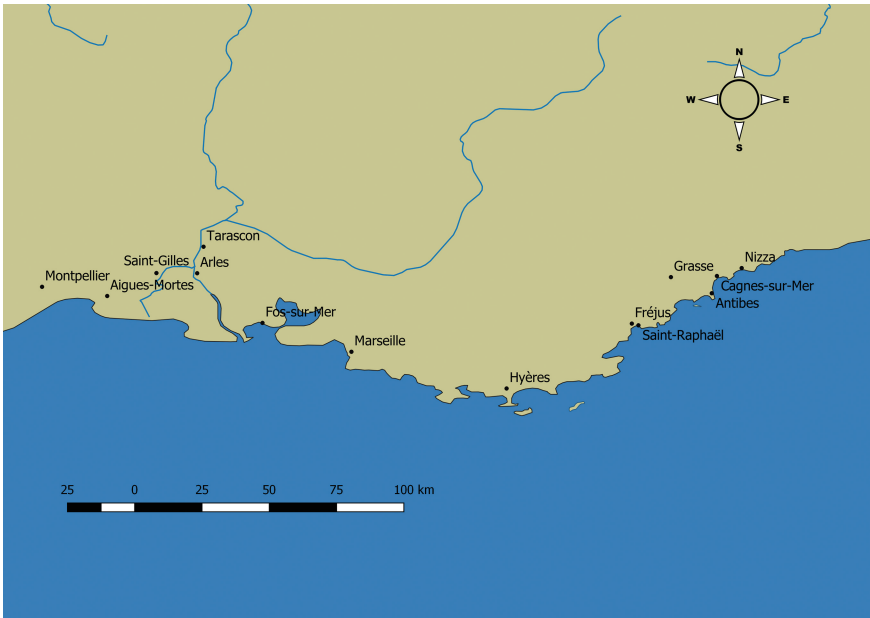 N
W E
S
Tarascon
Saint-Gilles
Arles
Montpellier
Aigues-Mortes
Nizza
Grasse
Cagnes-sur-Mer
Antibes
Fos-sur-Mer
Fréjus
Saint-Raphaël
Marseille
Hyères
25 0 25 50 75 100 km